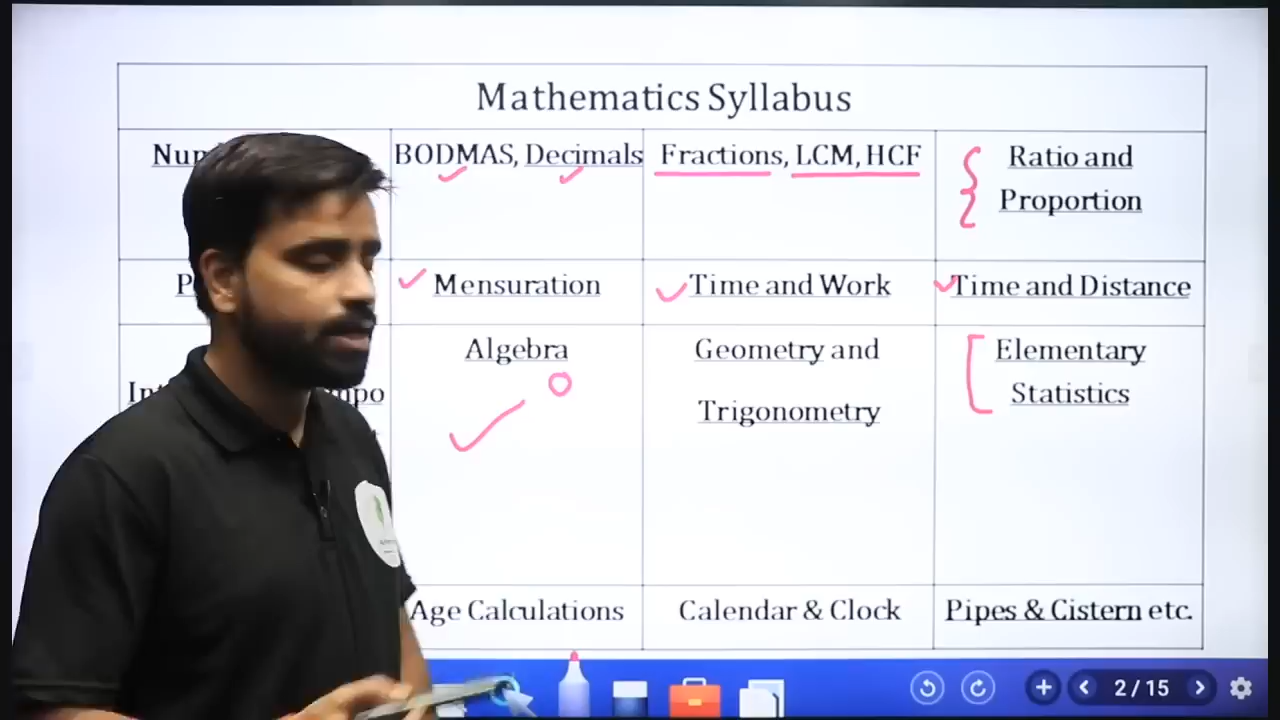 Mathematics Syllabus
BODMAS, Decimals
Fractions, LCM, HCF
Ratio and
Proportion
Mensuration
Time and Work
Time and Distance
Algebra
Geometry and
Trigonometry
Elementary
Statistics
Age Calculations
Calendar & Clock
Pipes & Cistern etc.
2 / 15